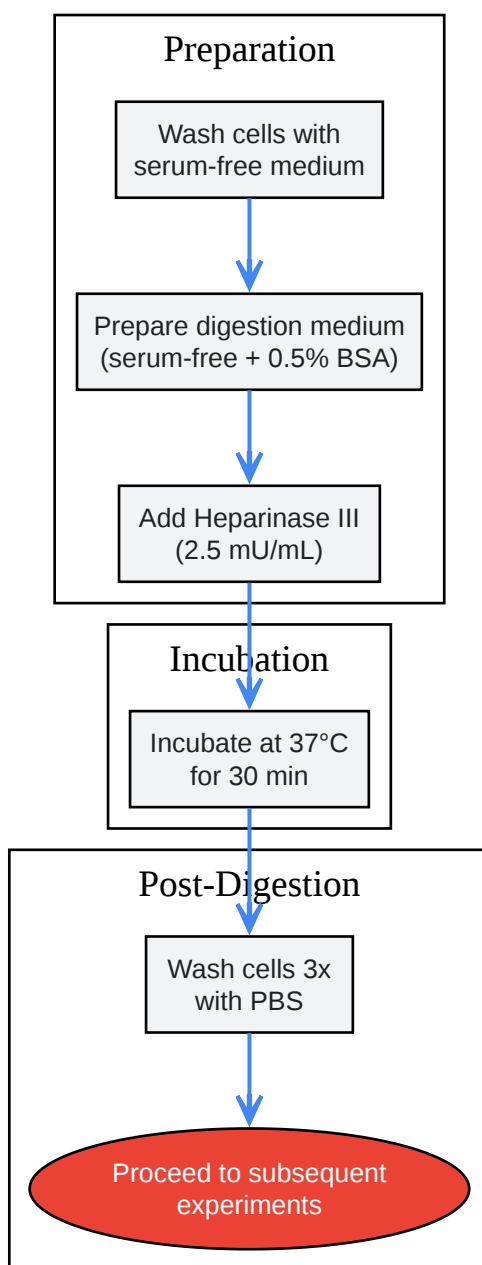 Preparation
Wash cells with
serum-free medium
Prepare digestion medium
(serum-free + 0.5% BSA)
Add Heparinase III
(2.5 mU/mL)
Incubation
Incubate at 37°C
for 30 min
Post-Digestion
Wash cells 3x
with PBS
Proceed to subsequent
experiments